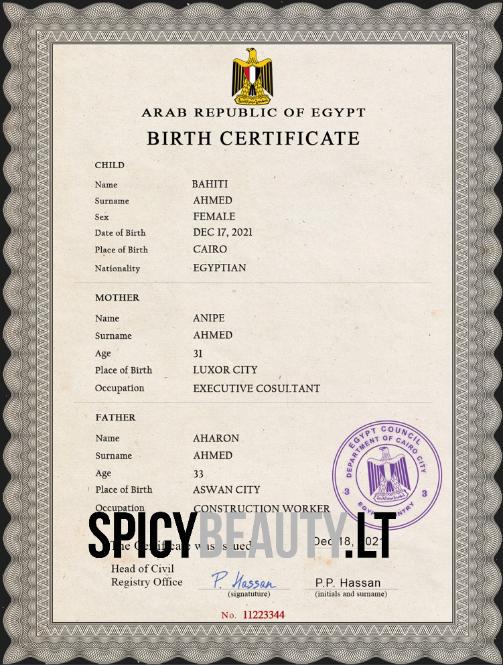 ARAB REPUBLIC OF EGYPT
BIRTH CERTIFICATE
CHILD
Name BAHITI
Surname AHMED
Sex FEMALE
Date of Birth DEC 17, 2021
Place of Birth CAIRO
Nationality EGYPTIAN
MOTHER
Name ANIPE
Surname AHMED
Age 31
Place of Birth LUXOR CITY
Occupation EXECUTIVE COSULTANT
FATHER
Name AHARON
Surname AHMED
Age 33
Place of Birth ASWAN CITY
Occupation CONSTRUCTION WORKER
EGYPT COUNCIL
DEPARTMENT OF CAIRO CITY
3 3
SPICYBEAUTY.LT
The Certificate was issued Dec 18, 2021
Head of Civil
Registry Office P. Hassan P.P. Hassan
(signatuture) (initials and surname)
No. 11223344